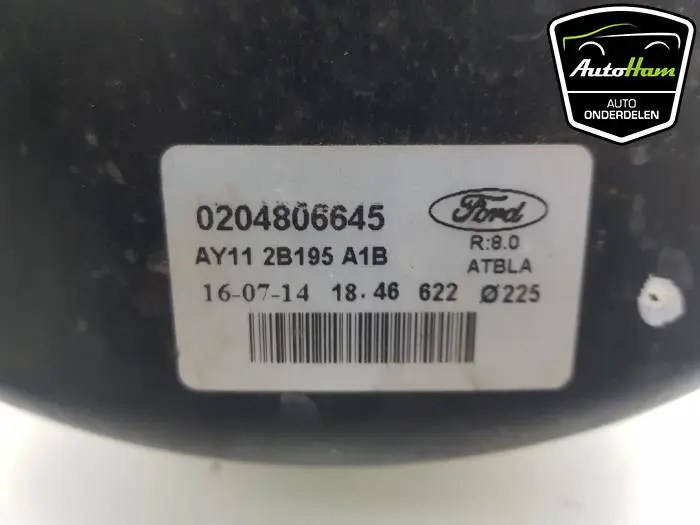 AutoHam
AUTO
ONDERDELEN
0204806645
Ford
AY11 2B195 A1B
R:8.0
ATBLA
16-07-14 18.46 622 Ø225